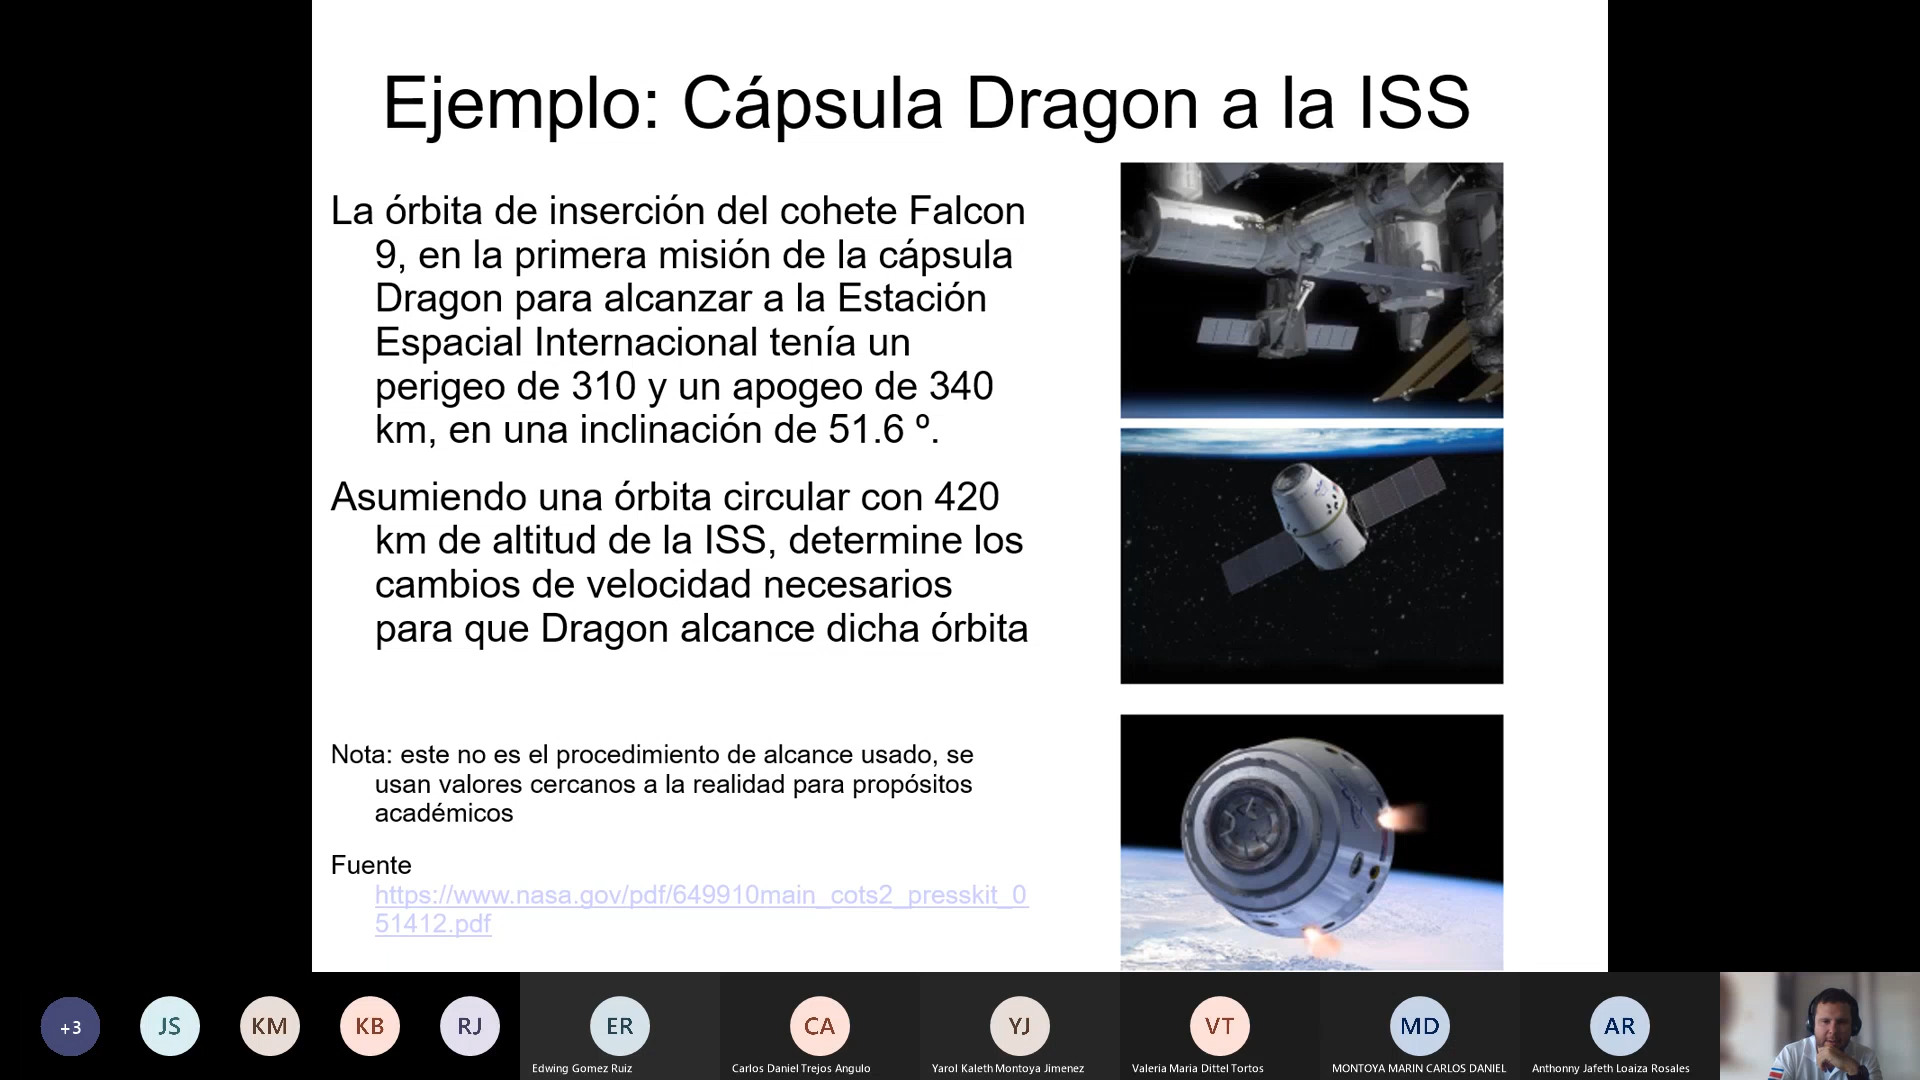 Ejemplo: Cápsula Dragon a la ISS
La órbita de inserción del cohete Falcon
9, en la primera misión de la cápsula
Dragon para alcanzar a la Estación
Espacial Internacional tenía un
perigeo de 310 y un apogeo de 340
km, en una inclinación de 51.6 º.
Asumiendo una órbita circular con 420
km de altitud de la ISS, determine los
cambios de velocidad necesarios
para que Dragon alcance dicha órbita
Nota: este no es el procedimiento de alcance usado, se
usan valores cercanos a la realidad para propósitos
académicos
Fuente
https://www.nasa.gov/pdf/649910main_cots2_presskit_0
51412.pdf
+3
JS
KM
KB
RJ
ER
CA
YJ
VT
MD
AR
Edwing Gomez Ruiz
Carlos Daniel Trejos Angulo
Yarol Kaleth Montoya Jimenez
Valeria Maria Dittel Tortos
MONTOYA MARIN CARLOS DANIEL
Anthonny Jafeth Loaiza Rosales